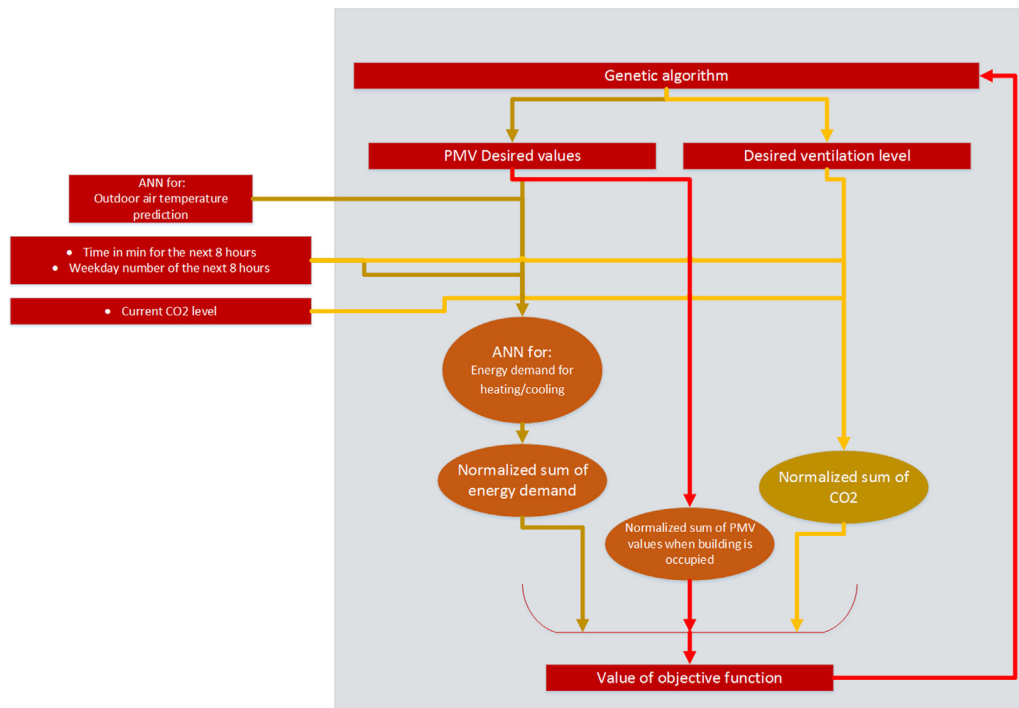 Genetic algorithm
PMV Desired values
Desired ventilation level
ANN for:
Outdoor air temperature
prediction
● Time in min for the next 8 hours
● Weekday number of the next 8 hours
● Current CO2 level
ANN for:
Energy demand for
heating/cooling
Normalized sum of
energy demand
Normalized sum of PMV
values when building is
occupied
Normalized sum of
CO2
Value of objective function